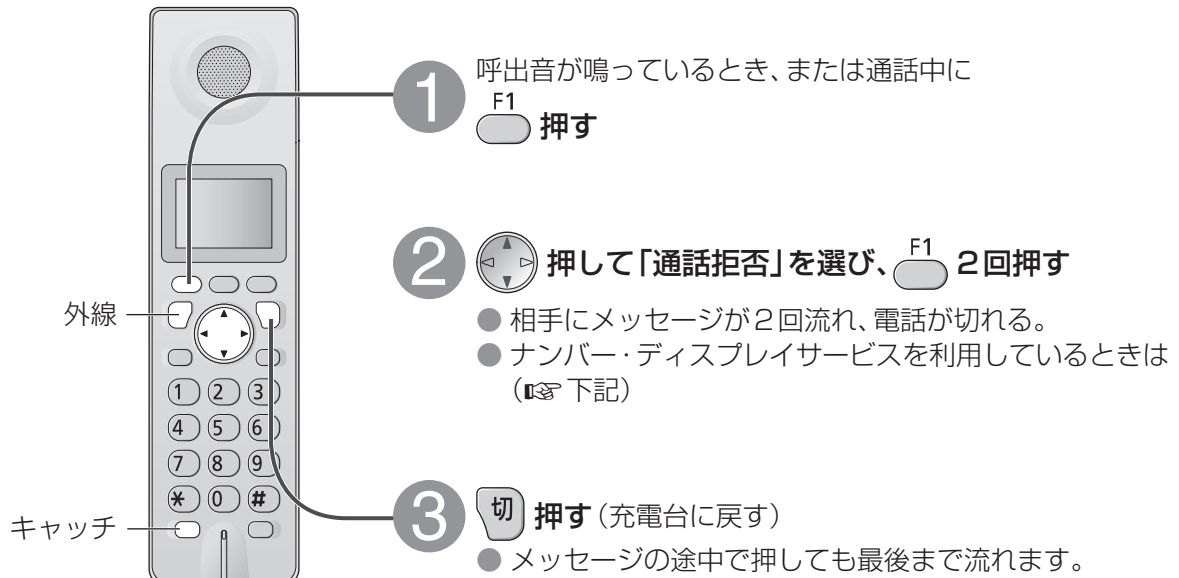 1 呼出音が鳴っているとき、または通話中に
F1
押す
2 押して「通話拒否」を選び、F1 2回押す
● 相手にメッセージが2回流れ、電話が切れる。
● ナンバー・ディスプレイサービスを利用しているときは
(☞下記)
外線
1 2 3
4 5 6
7 8 9
* 0 #
キャッチ
3 切 押す(充電台に戻す)
● メッセージの途中で押しても最後まで流れます。